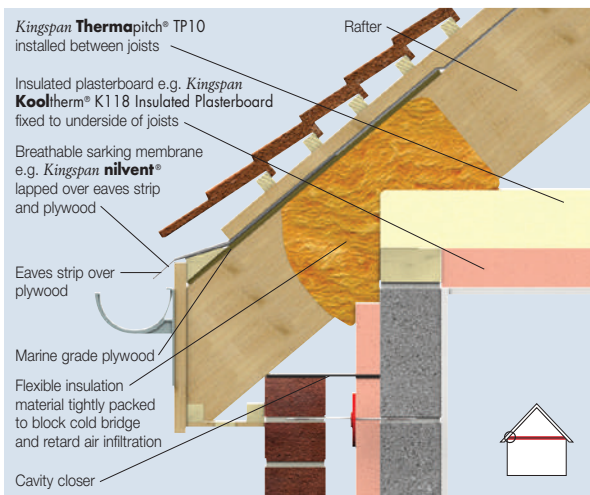 Kingspan Thermapitch® TP10
installed between joists
Rafter
Insulated plasterboard e.g. Kingspan
Kooltherm® K118 Insulated Plasterboard
fixed to underside of joists
Breathable sarking membrane
e.g. Kingspan nilvent®
lapped over eaves strip
and plywood
Eaves strip over
plywood
Marine grade plywood
Flexible insulation
material tightly packed
to block cold bridge
and retard air infiltration
Cavity closer